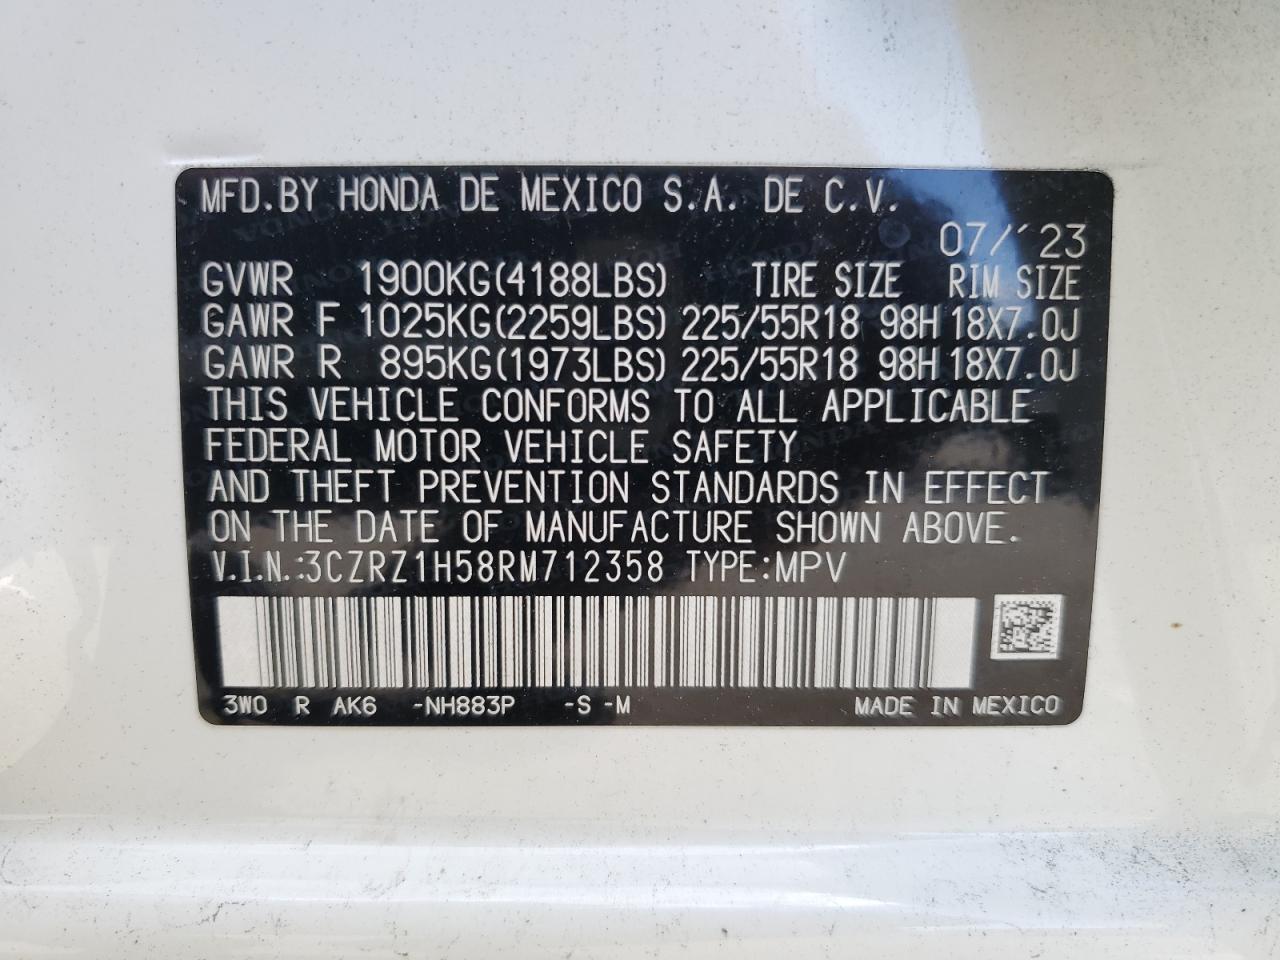 MFD.BY HONDA DE MEXICO S.A. DE C.V.
07/´23
GVWR 1900KG(4188LBS) TIRE SIZE RIM SIZE
GAWR F 1025KG(2259LBS) 225/55R18 98H 18X7.0J
GAWR R 895KG(1973LBS) 225/55R18 98H 18X7.0J
THIS VEHICLE CONFORMS TO ALL APPLICABLE
FEDERAL MOTOR VEHICLE SAFETY
AND THEFT PREVENTION STANDARDS IN EFFECT
ON THE DATE OF MANUFACTURE SHOWN ABOVE.
V.I.N.:3CZRZ1H58RM712358 TYPE:MPV
3W0 R AK6 -NH883P -S -M MADE IN MEXICO